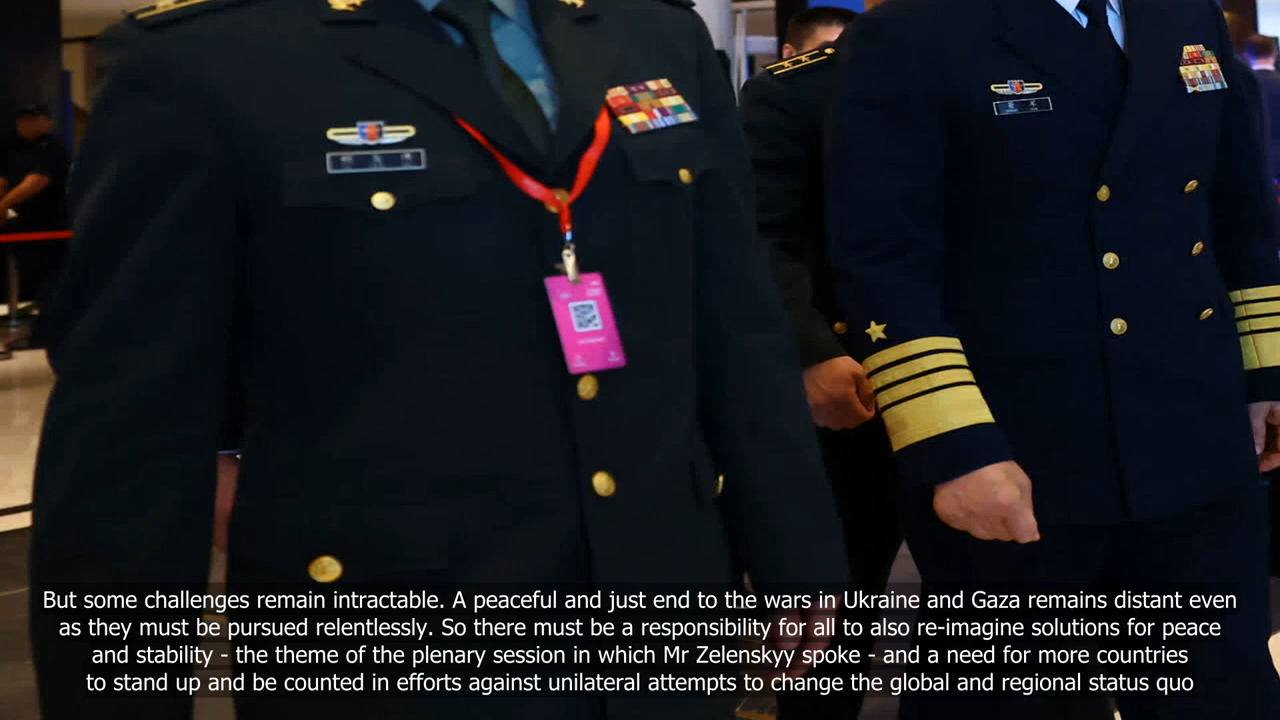 But some challenges remain intractable. A peaceful and just end to the wars in Ukraine and Gaza remains distant even
as they must be pursued relentlessly. So there must be a responsibility for all to also re-imagine solutions for peace
and stability - the theme of the plenary session in which Mr Zelenskyy spoke - and a need for more countries
to stand up and be counted in efforts against unilateral attempts to change the global and regional status quo